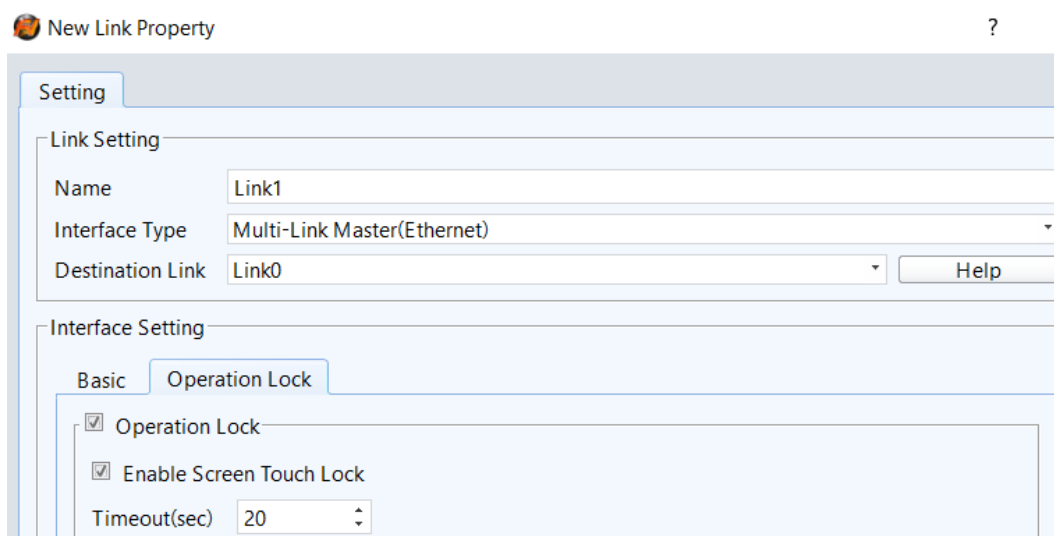 New Link Property ?
Setting
Link Setting
Name Link1
Interface Type Multi-Link Master(Ethernet)
Destination Link Link0 Help
Interface Setting
Basic Operation Lock
Operation Lock
Enable Screen Touch Lock
Timeout(sec) 20